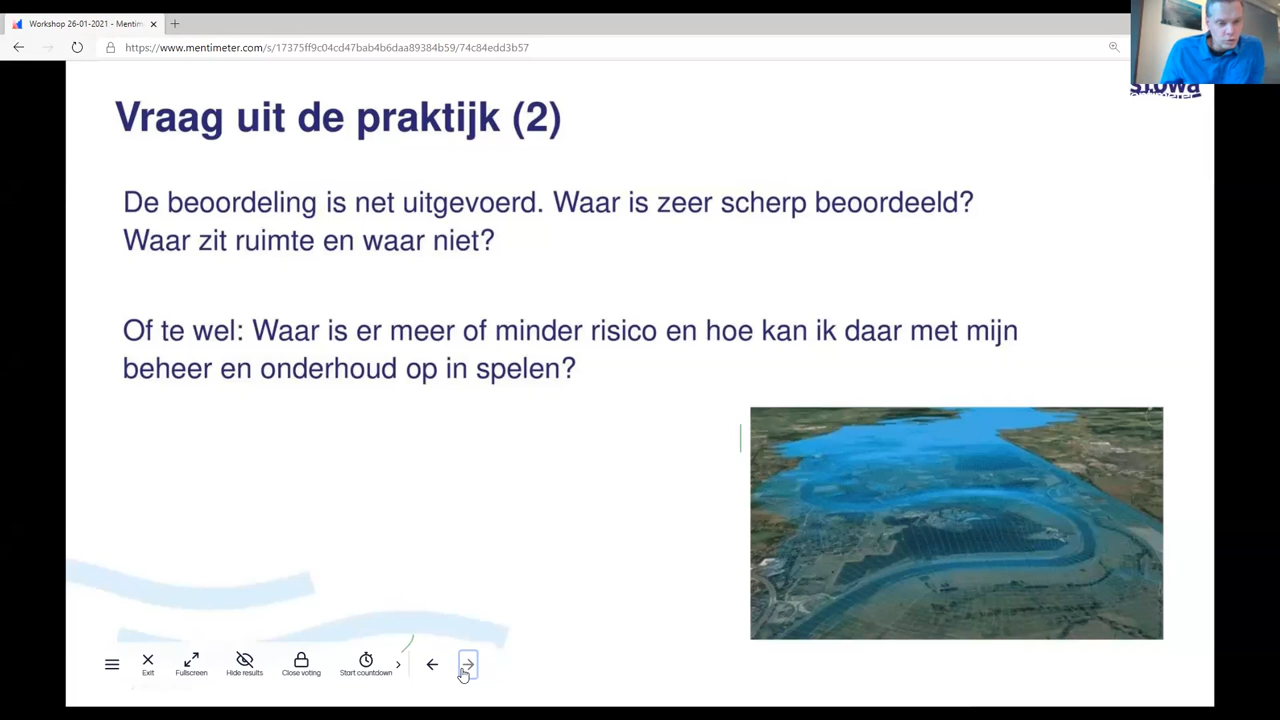 Workshop 26-01-2021 - Mentim
https://www.mentimeter.com/s/17375ff9c04cd47bab4b6daa89384b59/74c84edd3b57
stowa
Vraag uit de praktijk (2)
De beoordeling is net uitgevoerd. Waar is zeer scherp beoordeeld?
Waar zit ruimte en waar niet?
Of te wel: Waar is er meer of minder risico en hoe kan ik daar met mijn
beheer en onderhoud op in spelen?
Exit
Fullscreen
Hide results
Close voting
Start countdown